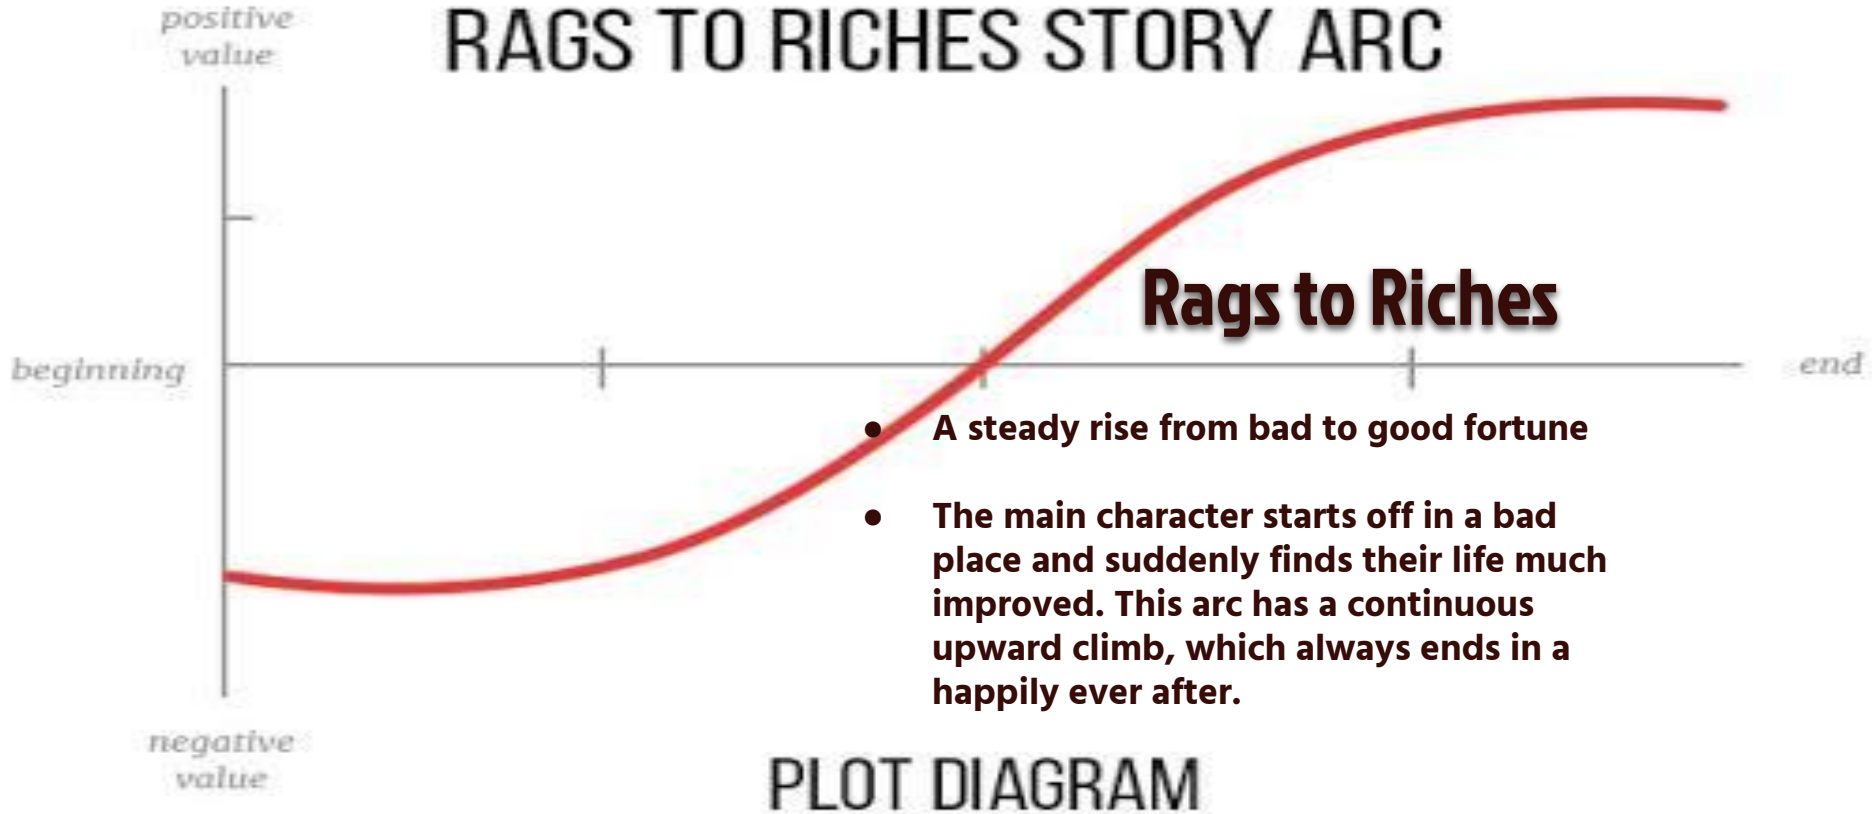 positive
value
RAGS TO RICHES STORY ARC
Rags to Riches
beginning
end
• A steady rise from bad to good fortune
• The main character starts off in a bad
place and suddenly finds their life much
improved. This arc has a continuous
upward climb, which always ends in a
happily ever after.
negative
value
PLOT DIAGRAM